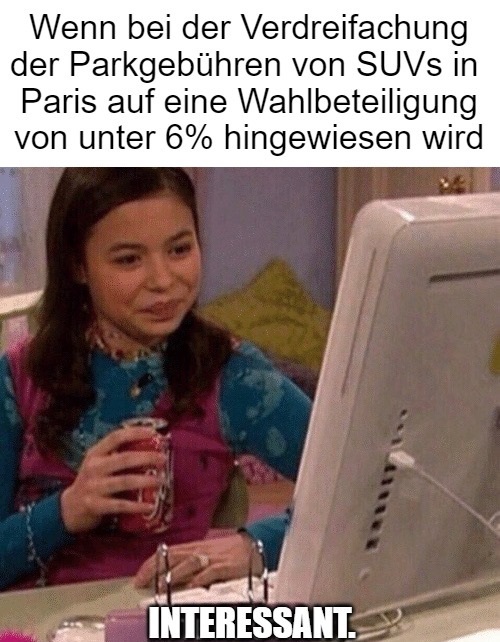 Wenn bei der Verdreifachung
der Parkgebühren von SUVs in
Paris auf eine Wahlbeteiligung
von unter 6% hingewiesen wird
INTERESSANT.